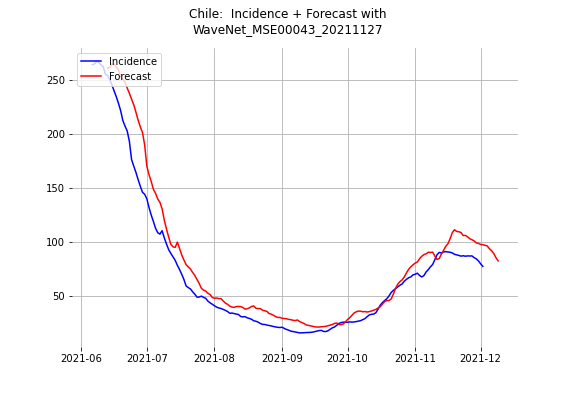 Chile:  Incidence + Forecast with
WaveNet_MSE00043_20211127
Incidence
Forecast
250
200
150
100
50
2021-06 2021-07 2021-08 2021-09 2021-10 2021-11 2021-12